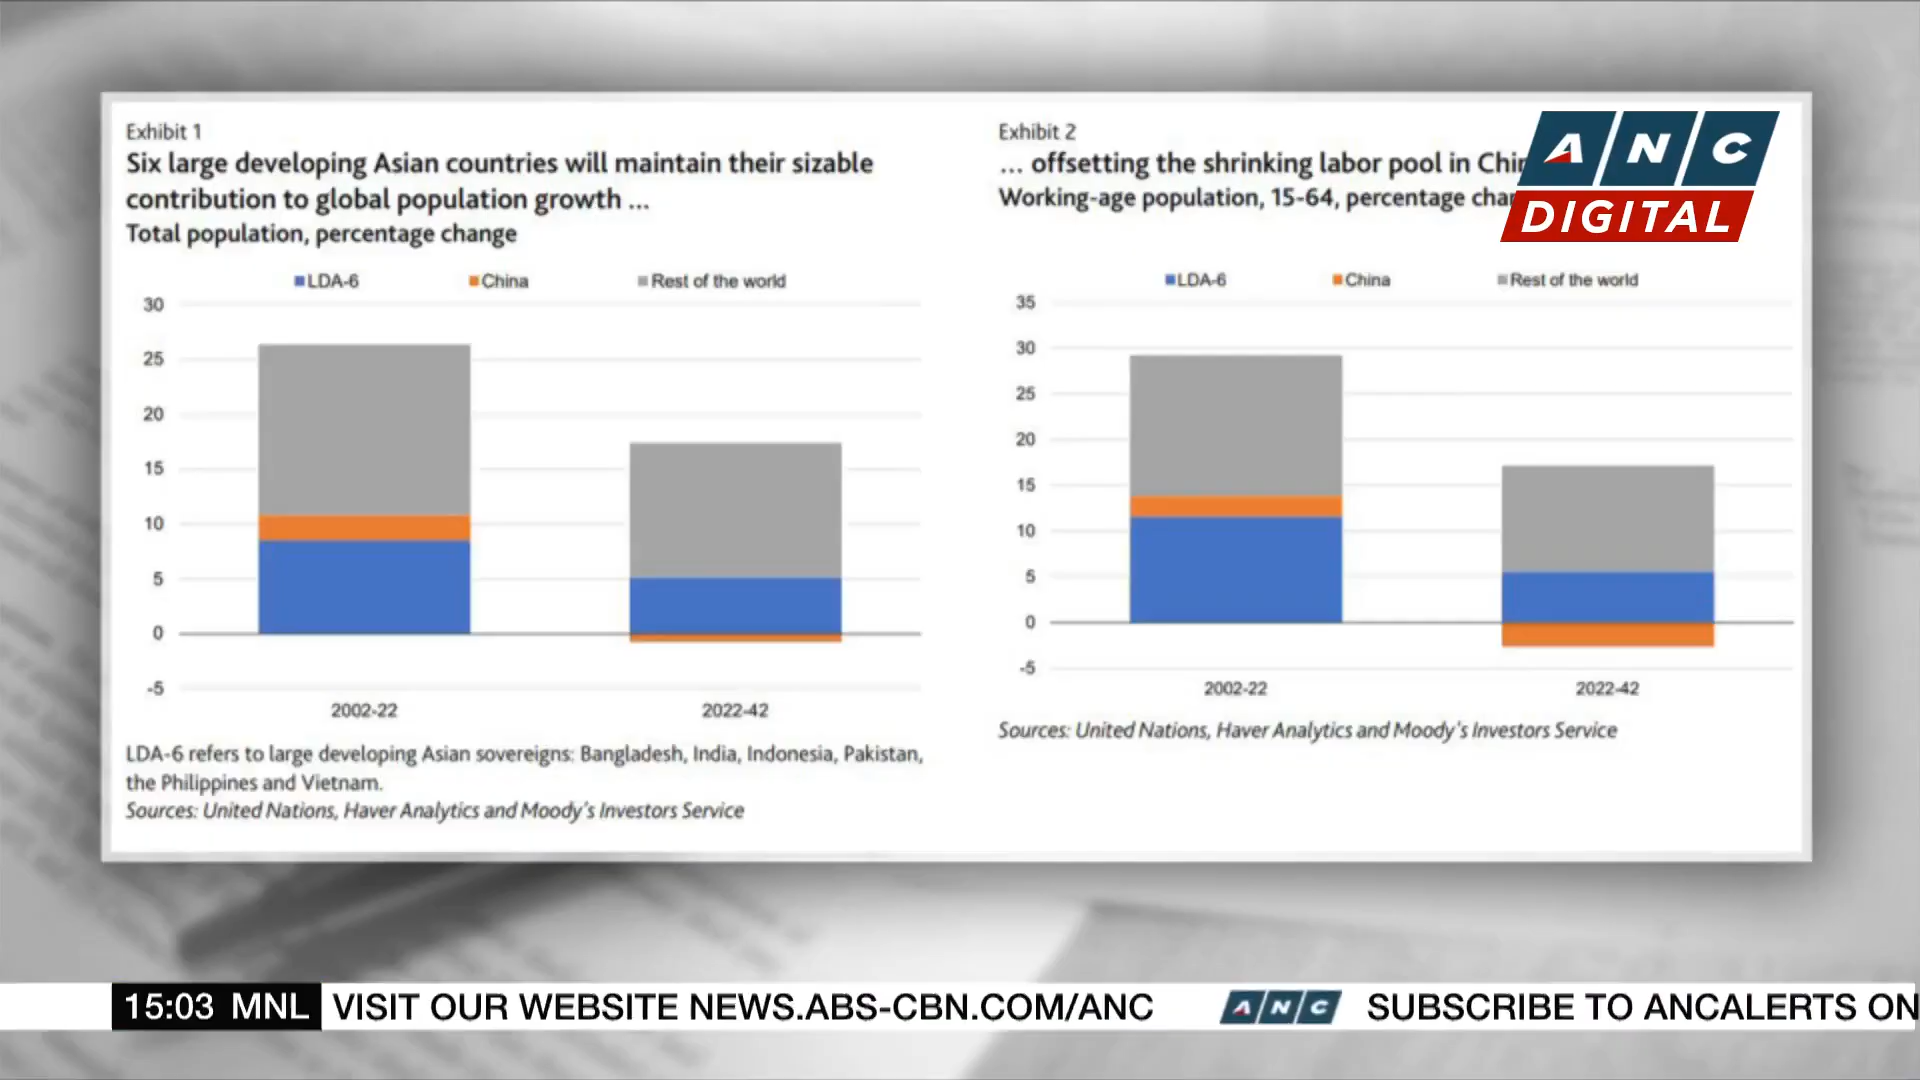 Exhibit 1
Six large developing Asian countries will maintain their sizable
contribution to global population growth ...
Total population, percentage change
LDA-6 China Rest of the world
30
25
20
15
10
5
0
-5
2002-22 2022-42
LDA-6 refers to large developing Asian sovereigns: Bangladesh, India, Indonesia, Pakistan,
the Philippines and Vietnam.
Sources: United Nations, Haver Analytics and Moody's Investors Service
Exhibit 2
... offsetting the shrinking labor pool in
Working-age population, 15-64, percentage
LDA-6 China Rest of the world
35
30
25
20
15
10
5
0
-5
2002-22 2022-42
Sources: United Nations, Haver Analytics and Moody's Investors Service
ANC
DIGITAL
15:03 MNL VISIT OUR WEBSITE NEWS.ABS-CBN.COM/ANC ANC SUBSCRIBE TO ANCALERTS ON